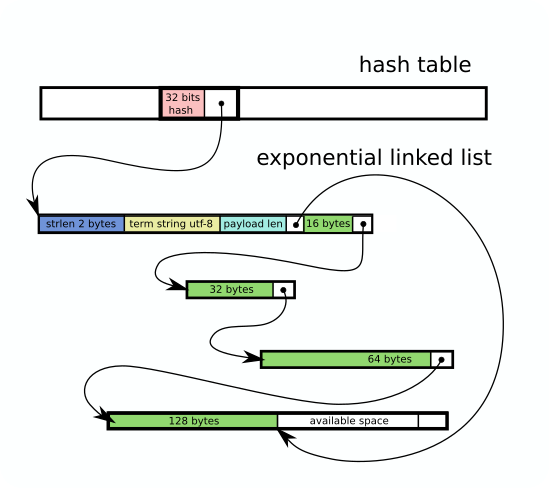 hash table
32 bits
hash
exponential linked list
strlen 2 bytes term string utf-8 payload len 16 bytes
32 bytes
64 bytes
128 bytes available space